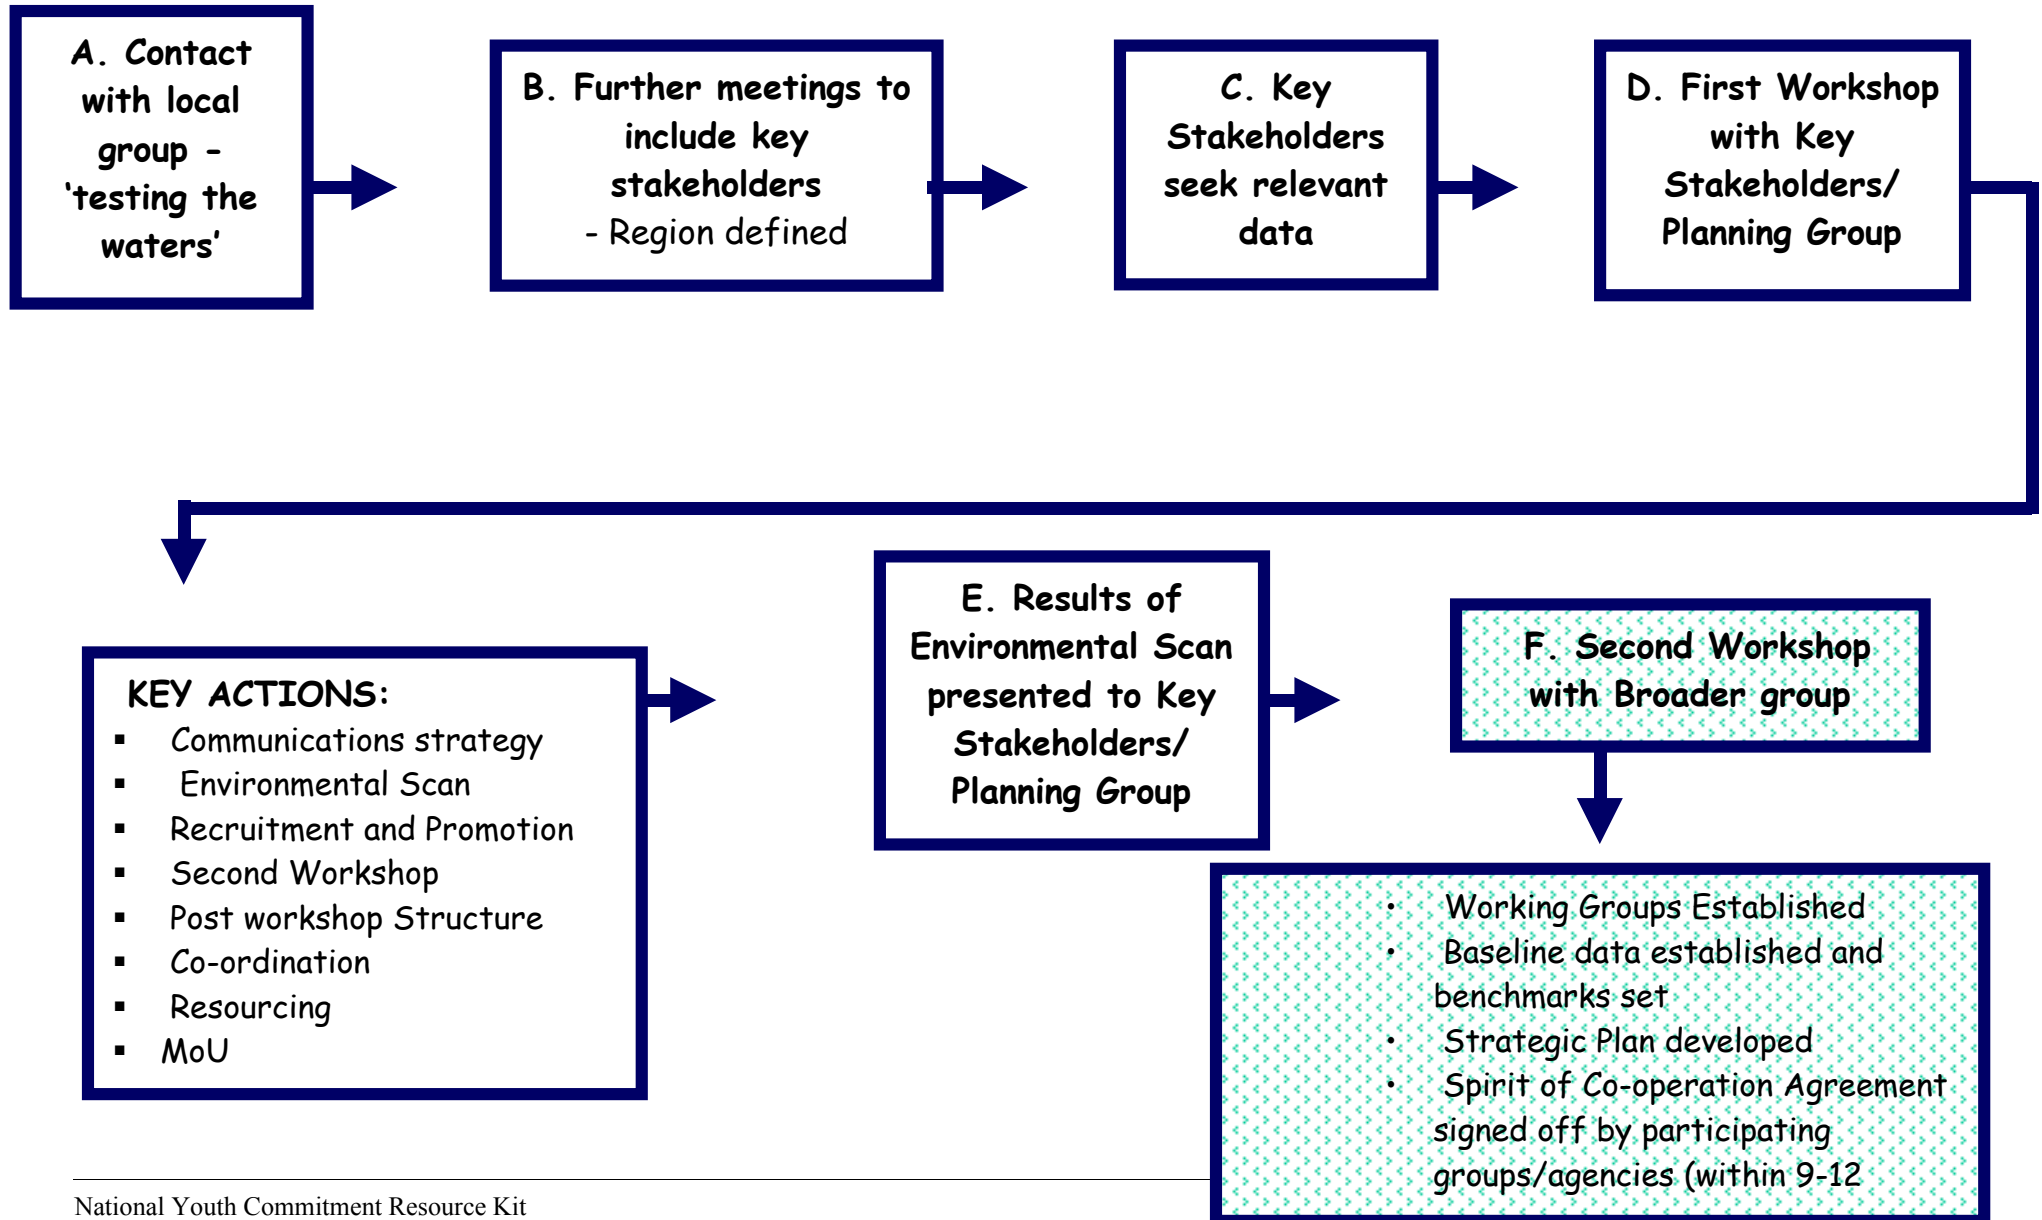 A. Contact
with local
group -
‘testing the
waters’
B. Further meetings to
include key
stakeholders
- Region defined
C. Key
Stakeholders
seek relevant
data
D. First Workshop
with Key
Stakeholders/
Planning Group
KEY ACTIONS:
▪ Communications strategy
▪ Environmental Scan
▪ Recruitment and Promotion
▪ Second Workshop
▪ Post workshop Structure
▪ Co-ordination
▪ Resourcing
▪ MoU
E. Results of
Environmental Scan
presented to Key
Stakeholders/
Planning Group
F. Second Workshop
with Broader group
• Working Groups Established
• Baseline data established and
benchmarks set
• Strategic Plan developed
• Spirit of Co-operation Agreement
signed off by participating
groups/agencies (within 9-12
National Youth Commitment Resource Kit